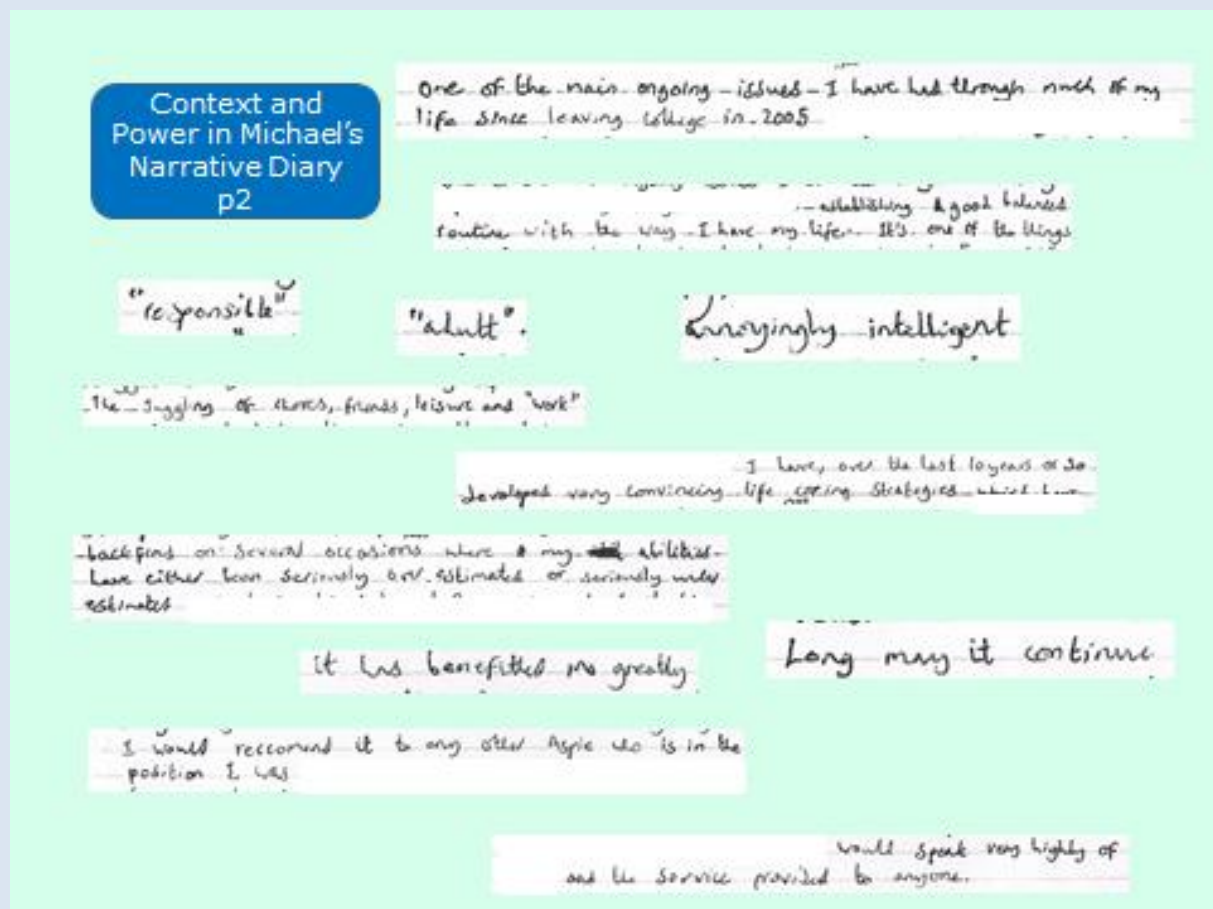 Context and
Power in Michael's
Narrative Diary
p2
One of the main ongoing issues I have had through much of my
life since leaving college in 2005
establishing a good balanced
routine with the way I have my life. It's one of the things
"responsible"
"adult".
annoyingly intelligent
The juggling of chores, friends, leisure and "work"
I have, over the last 10 years or so
developed very convincing life coping strategies which have
backfired on several occasions where my abilities
have either been seriously over estimated or seriously under
estimated
it has benefitted me greatly
Long may it continue
I would reccomend it to any other Aspie who is in the
position I was
would speak very highly of
and the service provided to anyone.